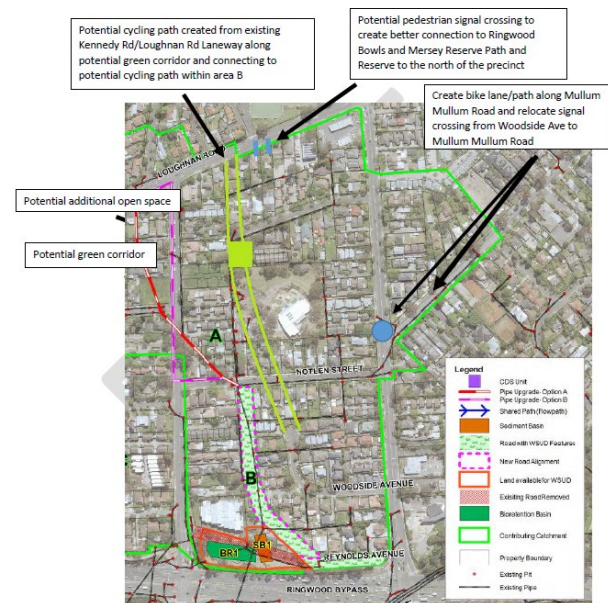 Potential cycling path created from existing
Kennedy Rd/Loughnan Rd Laneway along
potential green corridor and connecting to
potential cycling path within area B
Potential pedestrian signal crossing to
create better connection to Ringwood
Bowls and Mersey Reserve Path and
Reserve to the north of the precinct
Create bike lane/path along Mullum
Mullum Road and relocate signal
crossing from Woodside Ave to
Mullum Mullum Road
LOUGHNAN ROAD
Potential additional open space
Potential green corridor
A
NOTLEN STREET
B
WOODSIDE AVENUE
SB1
BR1
REYNOLDS AVENUE
RINGWOOD BYPASS
Legend
CDS Unit
Pipe Upgrade- Option A
Pipe Upgrade- Option B
Shared Path (flowpath)
Sediment Basin
Road with WSUD Features
New Road Alignment
Land available for WSUD
Exisiting Road Removed
Bioretention Basin
Contributing Catchment
Property Boundary
Existing Pit
Existing Pipe